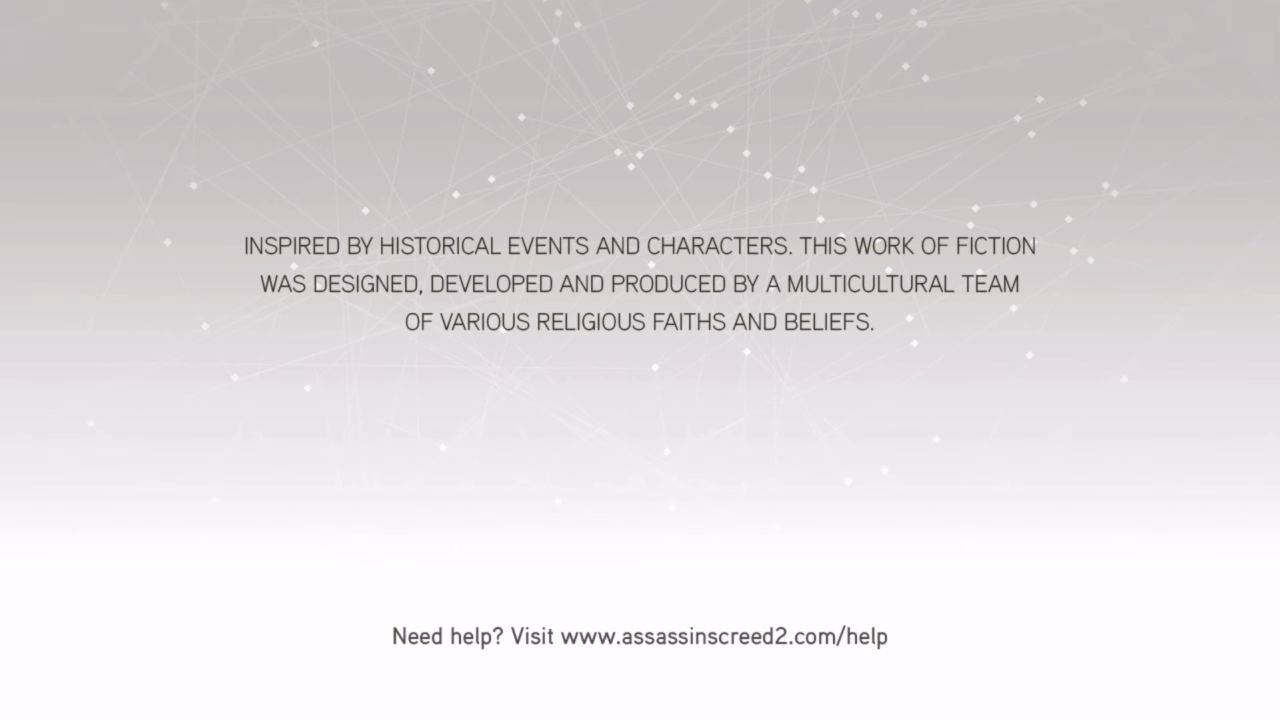 INSPIRED BY HISTORICAL EVENTS AND CHARACTERS. THIS WORK OF FICTION
WAS DESIGNED, DEVELOPED AND PRODUCED BY A MULTICULTURAL TEAM
OF VARIOUS RELIGIOUS FAITHS AND BELIEFS.
Need help? Visit www.assassinscreed2.com/help